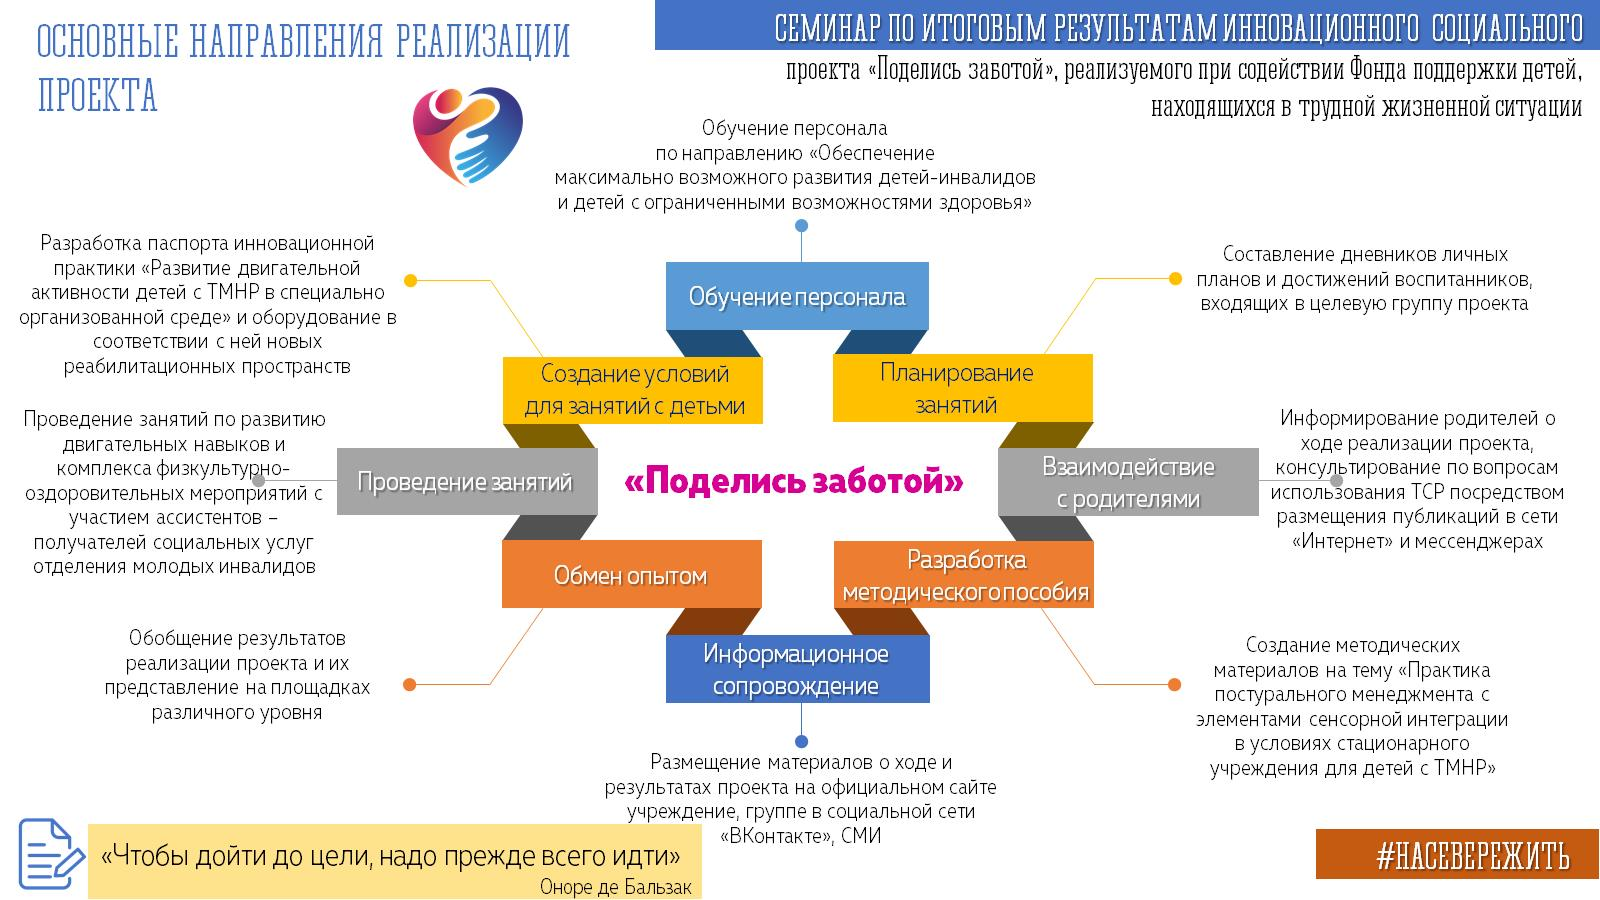 ОСНОВНЫЕ НАПРАВЛЕНИЯ РЕАЛИЗАЦИИ
ПРОЕКТА
СЕМИНАР ПО ИТОГОВЫМ РЕЗУЛЬТАТАМ ИННОВАЦИОННОГО СОЦИАЛЬНОГО
проекта «Поделись заботой», реализуемого при содействии Фонда поддержки детей,
находящихся в трудной жизненной ситуации
Обучение персонала
по направлению «Обеспечение
максимально возможного развития детей-инвалидов
и детей с ограниченными возможностями здоровья»
Разработка паспорта инновационной
практики «Развитие двигательной
активности детей с ТМНР в специально
организованной среде» и оборудование в
соответствии с ней новых
реабилитационных пространств
Составление дневников личных
планов и достижений воспитанников,
входящих в целевую группу проекта
Обучение персонала
Создание условий
для занятий с детьми
Планирование
занятий
Проведение занятий по развитию
двигательных навыков и
комплекса физкультурно-
оздоровительных мероприятий с
участием ассистентов –
получателей социальных услуг
отделения молодых инвалидов
Проведение занятий
«Поделись заботой»
Взаимодействие
с родителями
Информирование родителей о
ходе реализации проекта,
консультирование по вопросам
использования ТСР посредством
размещения публикаций в сети
«Интернет» и мессенджерах
Обмен опытом
Разработка
методического пособия
Информационное
сопровождение
Обобщение результатов
реализации проекта и их
представление на площадках
различного уровня
Создание методических
материалов на тему «Практика
постурального менеджмента с
элементами сенсорной интеграции
в условиях стационарного
учреждения для детей с ТМНР»
Размещение материалов о ходе и
результатах проекта на официальном сайте
учреждение, группе в социальной сети
«ВКонтакте», СМИ
«Чтобы дойти до цели, надо прежде всего идти»
Оноре де Бальзак
#НАСЕВЕРЕЖИТЬ